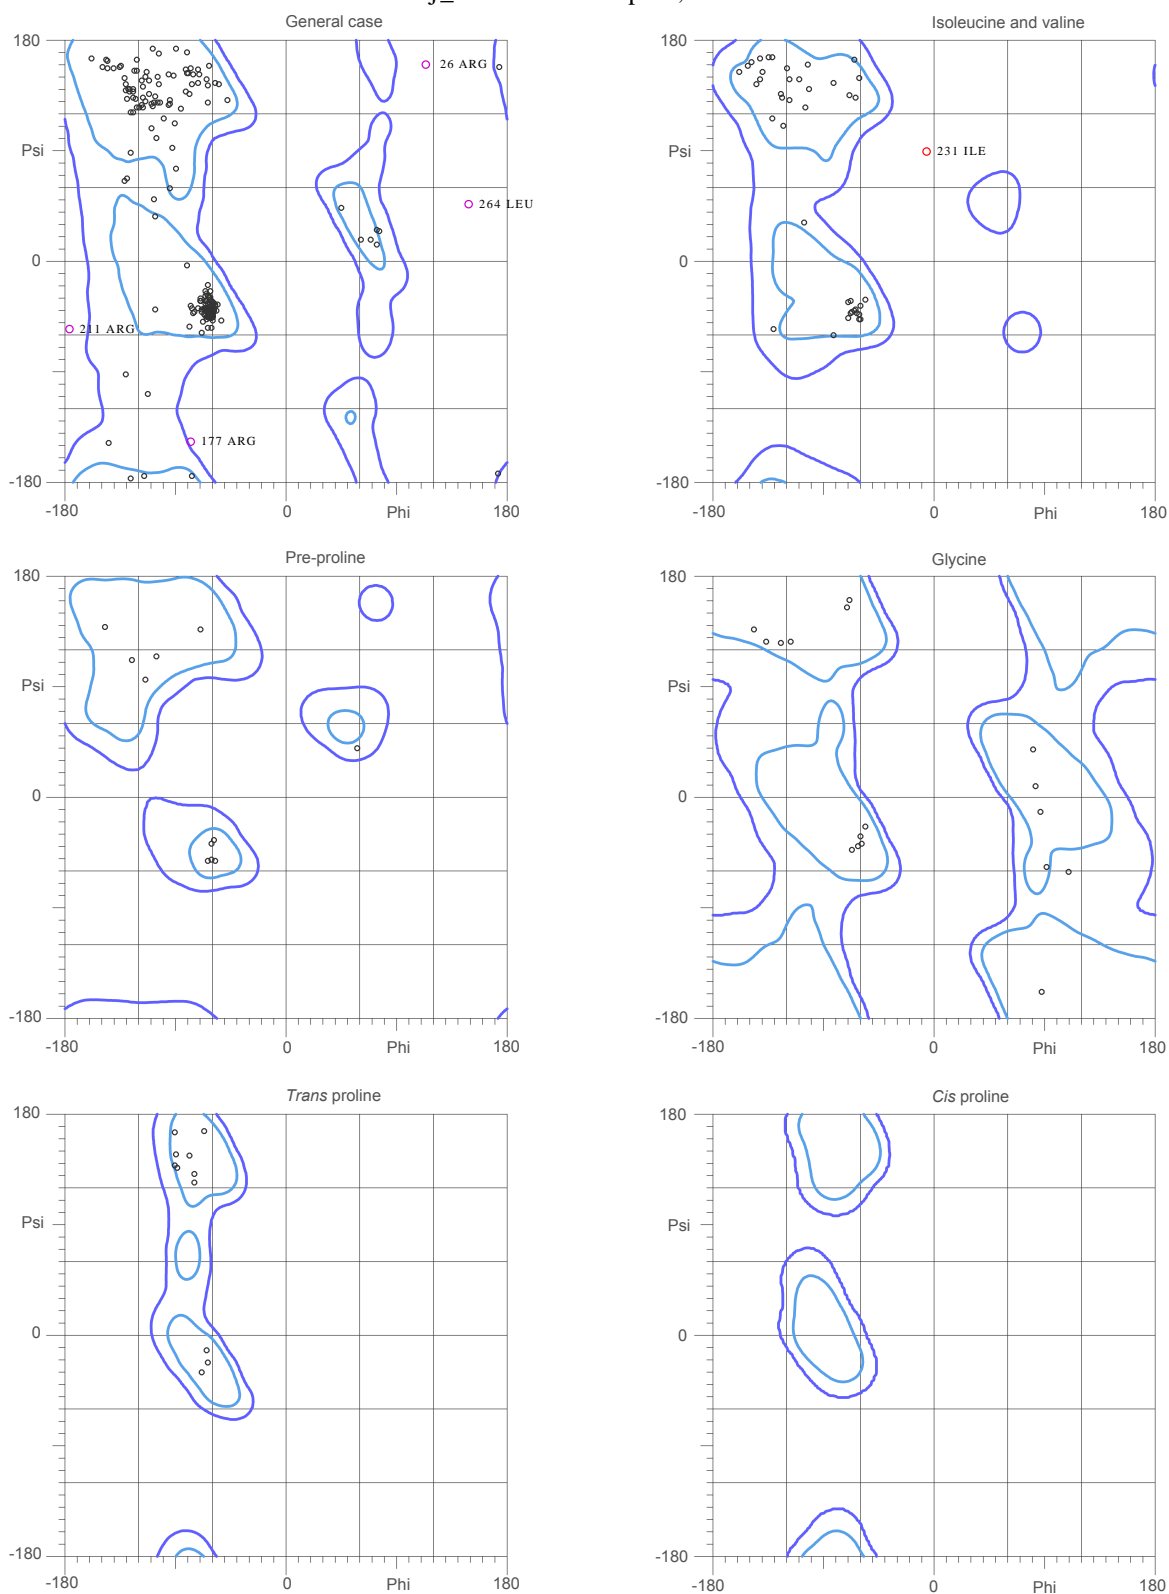 General case
180
Psi
0
-180
-180
0
Phi
180
26 ARG
264 LEU
211 ARG
177 ARG
Isoleucine and valine
180
Psi
0
-180
-180
0
Phi
180
231 ILE
Pre-proline
180
Psi
0
-180
-180
0
Phi
180
Glycine
180
Psi
0
-180
-180
0
Phi
180
Trans proline
180
Psi
0
-180
-180
0
Phi
180
Cis proline
180
Psi
0
-180
-180
0
Phi
180